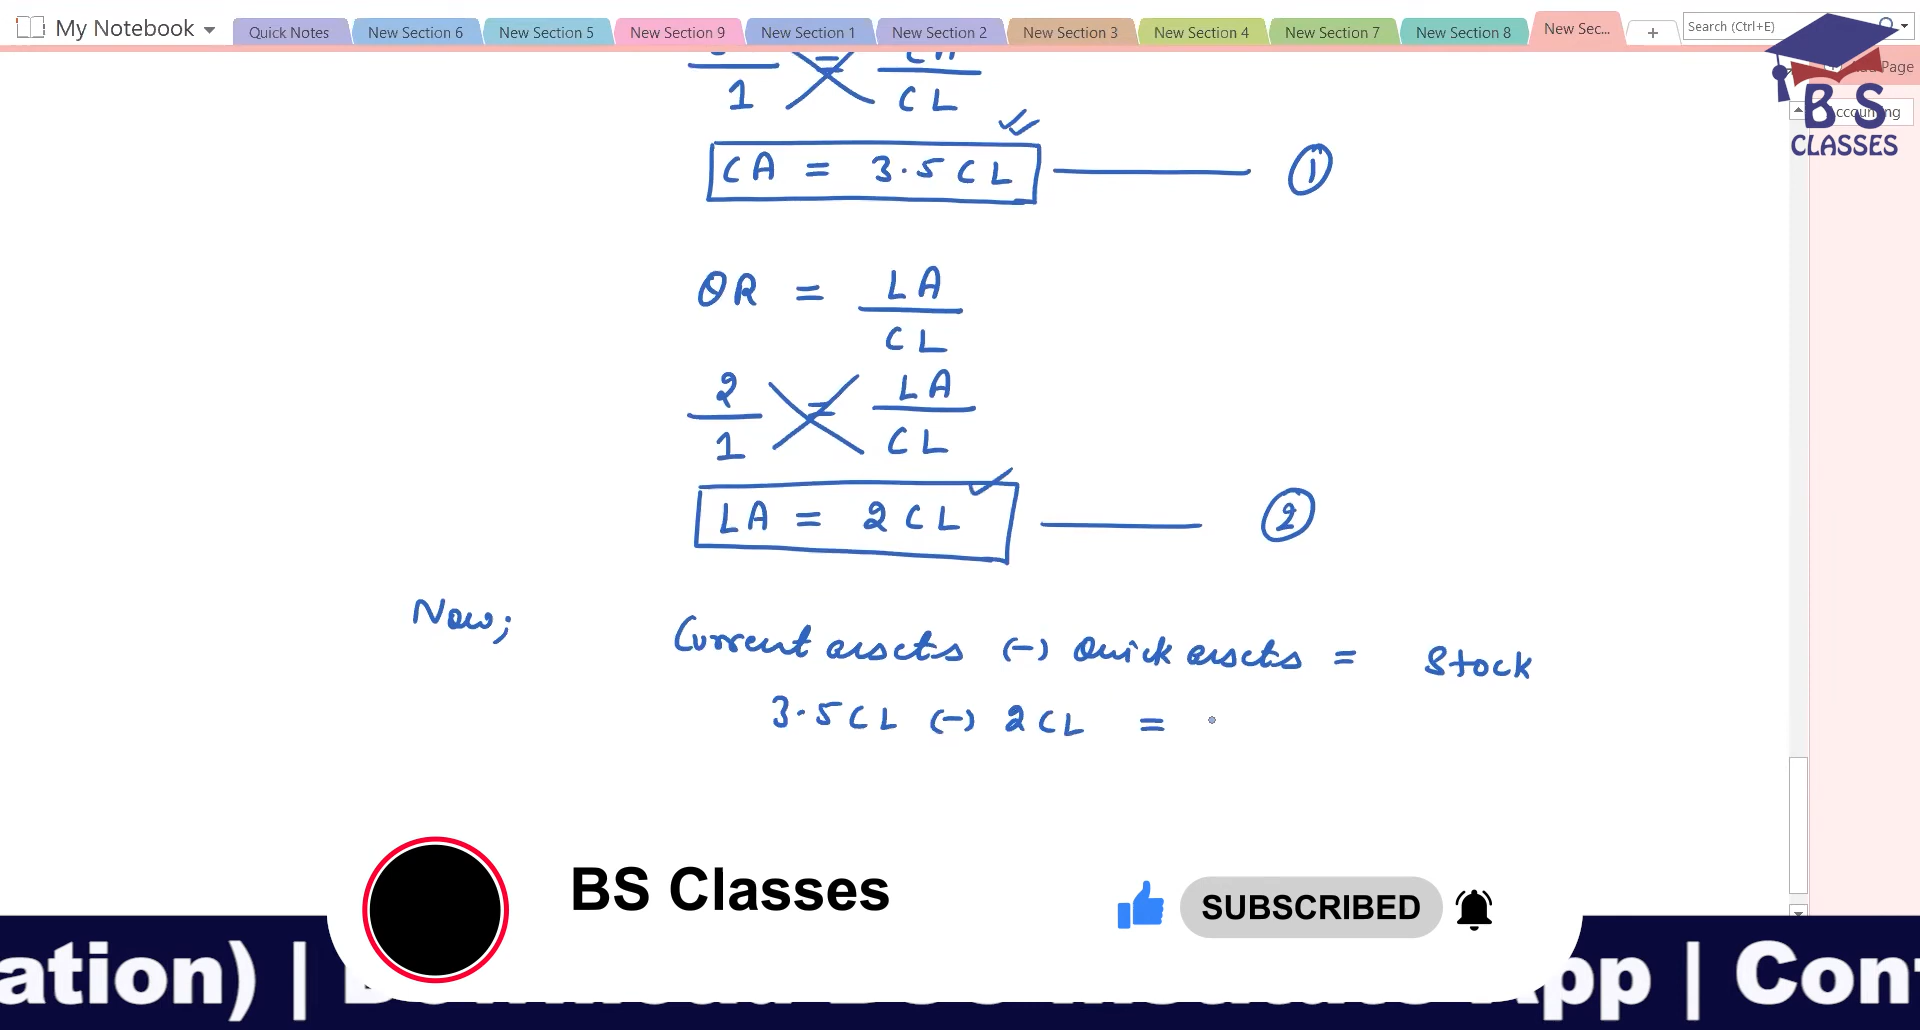 My Notebook Quick Notes New Section 6 New Section 5 New Section 9 New Section 1 New Section 2 New Section 3 New Section 4 New Section 7 New Section 8 New Sec... + Search (Ctrl+E)
Page
BS
CLASSES
1 CL
CA = 3.5 CL ①
QR = LA
CL
2 = LA
1 CL
LA = 2 CL ②
Now; Current assets (-) Quick assets = Stock
3.5 CL (-) 2 CL =
BS Classes SUBSCRIBED
ation) | App | Con